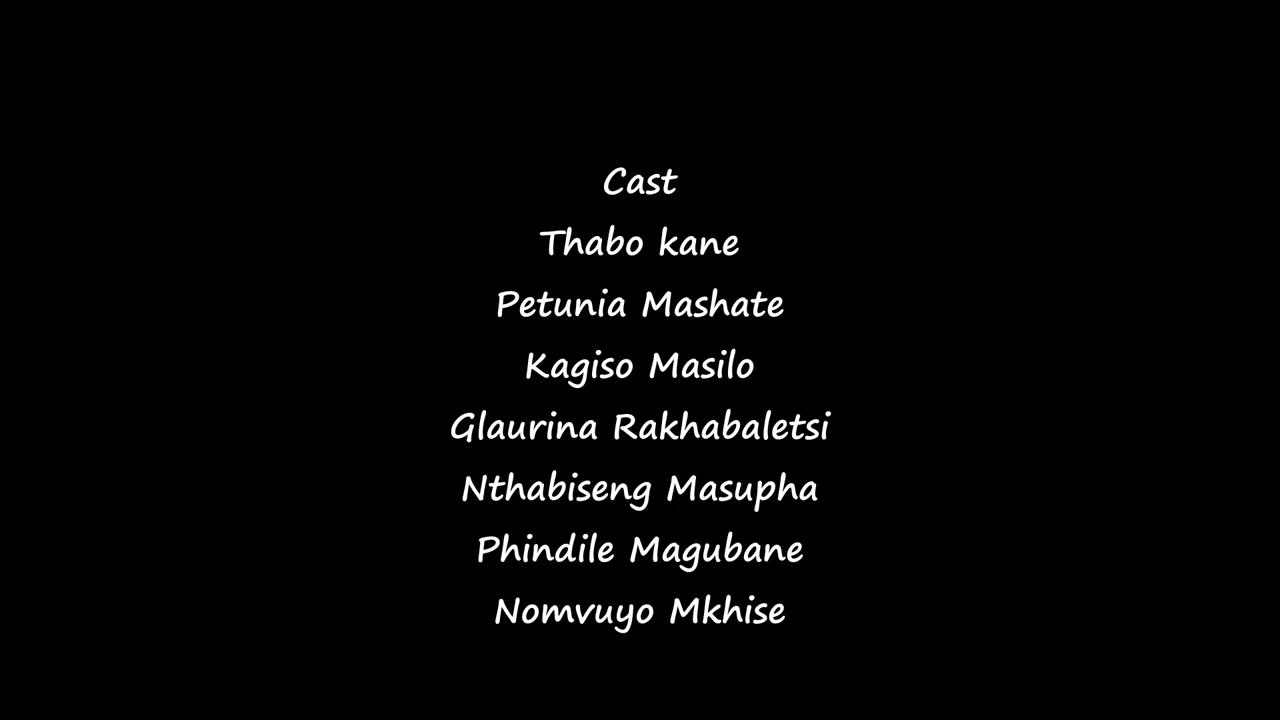 Cast
Thabo kane
Petunia Mashate
Kagiso Masilo
Glaurina Rakhabaletsi
Nthabiseng Masupha
Phindile Magubane
Nomvuyo Mkhise